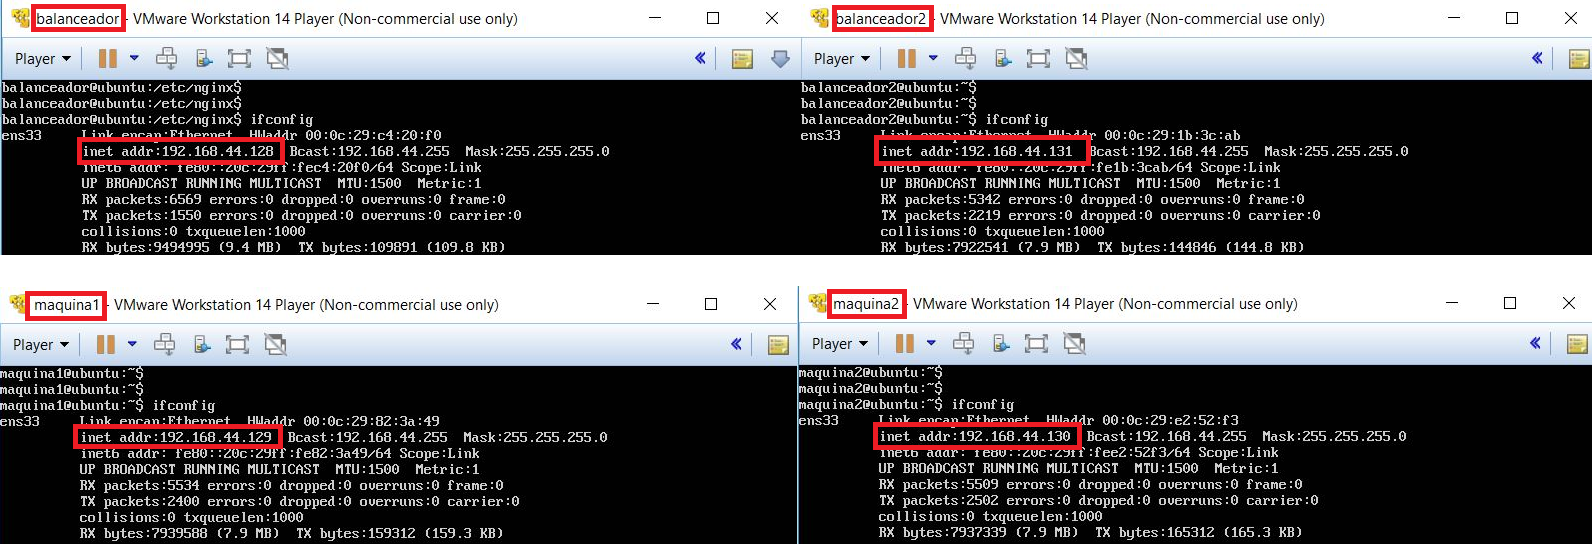 balanceador - VMware Workstation 14 Player (Non-commercial use only)
Player
balanceador@ubuntu:/etc/nginx$
balanceador@ubuntu:/etc/nginx$
balanceador@ubuntu:/etc/nginx$ ifconfig
ens33 Link encap:Ethernet HWaddr 00:0c:29:c4:20:f0
inet addr:192.168.44.128 Bcast:192.168.44.255 Mask:255.255.255.0
inet6 addr: fe80::20c:29ff:fec4:20f0/64 Scope:Link
UP BROADCAST RUNNING MULTICAST MTU:1500 Metric:1
RX packets:6569 errors:0 dropped:0 overruns:0 frame:0
TX packets:1550 errors:0 dropped:0 overruns:0 carrier:0
collisions:0 txqueuelen:1000
RX bytes:9494995 (9.4 MB) TX bytes:109891 (109.8 KB)
balanceador2 - VMware Workstation 14 Player (Non-commercial use only)
Player
balanceador2@ubuntu:~$
balanceador2@ubuntu:~$
balanceador2@ubuntu:~$ ifconfig
ens33 Link encap:Ethernet HWaddr 00:0c:29:1b:3c:ab
inet addr:192.168.44.131 Bcast:192.168.44.255 Mask:255.255.255.0
inet6 addr: fe80::20c:29ff:fe1b:3cab/64 Scope:Link
UP BROADCAST RUNNING MULTICAST MTU:1500 Metric:1
RX packets:5342 errors:0 dropped:0 overruns:0 frame:0
TX packets:2219 errors:0 dropped:0 overruns:0 carrier:0
collisions:0 txqueuelen:1000
RX bytes:7922541 (7.9 MB) TX bytes:144846 (144.8 KB)
maquina1 - VMware Workstation 14 Player (Non-commercial use only)
Player
maquina1@ubuntu:~$
maquina1@ubuntu:~$
maquina1@ubuntu:~$ ifconfig
ens33 Link encap:Ethernet HWaddr 00:0c:29:82:3a:49
inet addr:192.168.44.129 Bcast:192.168.44.255 Mask:255.255.255.0
inet6 addr: fe80::20c:29ff:fe82:3a49/64 Scope:Link
UP BROADCAST RUNNING MULTICAST MTU:1500 Metric:1
RX packets:5534 errors:0 dropped:0 overruns:0 frame:0
TX packets:2400 errors:0 dropped:0 overruns:0 carrier:0
collisions:0 txqueuelen:1000
RX bytes:7939588 (7.9 MB) TX bytes:159312 (159.3 KB)
maquina2 - VMware Workstation 14 Player (Non-commercial use only)
Player
maquina2@ubuntu:~$
maquina2@ubuntu:~$
maquina2@ubuntu:~$ ifconfig
ens33 Link encap:Ethernet HWaddr 00:0c:29:e2:52:f3
inet addr:192.168.44.130 Bcast:192.168.44.255 Mask:255.255.255.0
inet6 addr: fe80::20c:29ff:fee2:52f3/64 Scope:Link
UP BROADCAST RUNNING MULTICAST MTU:1500 Metric:1
RX packets:5509 errors:0 dropped:0 overruns:0 frame:0
TX packets:2502 errors:0 dropped:0 overruns:0 carrier:0
collisions:0 txqueuelen:1000
RX bytes:7937339 (7.9 MB) TX bytes:165312 (165.3 KB)